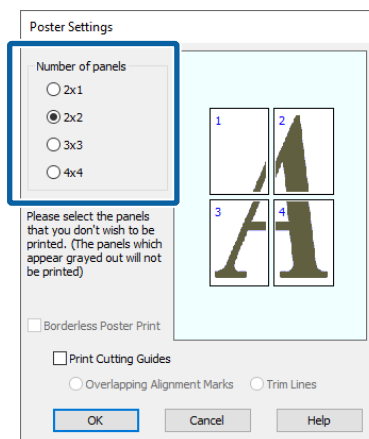 Poster Settings
Number of panels
2x1
2x2
3x3
4x4
1
2
3
4
A
Please select the panels
that you don't wish to be
printed. (The panels which
appear grayed out will not
be printed)
Borderless Poster Print
Print Cutting Guides
Overlapping Alignment Marks
Trim Lines
OK
Cancel
Help